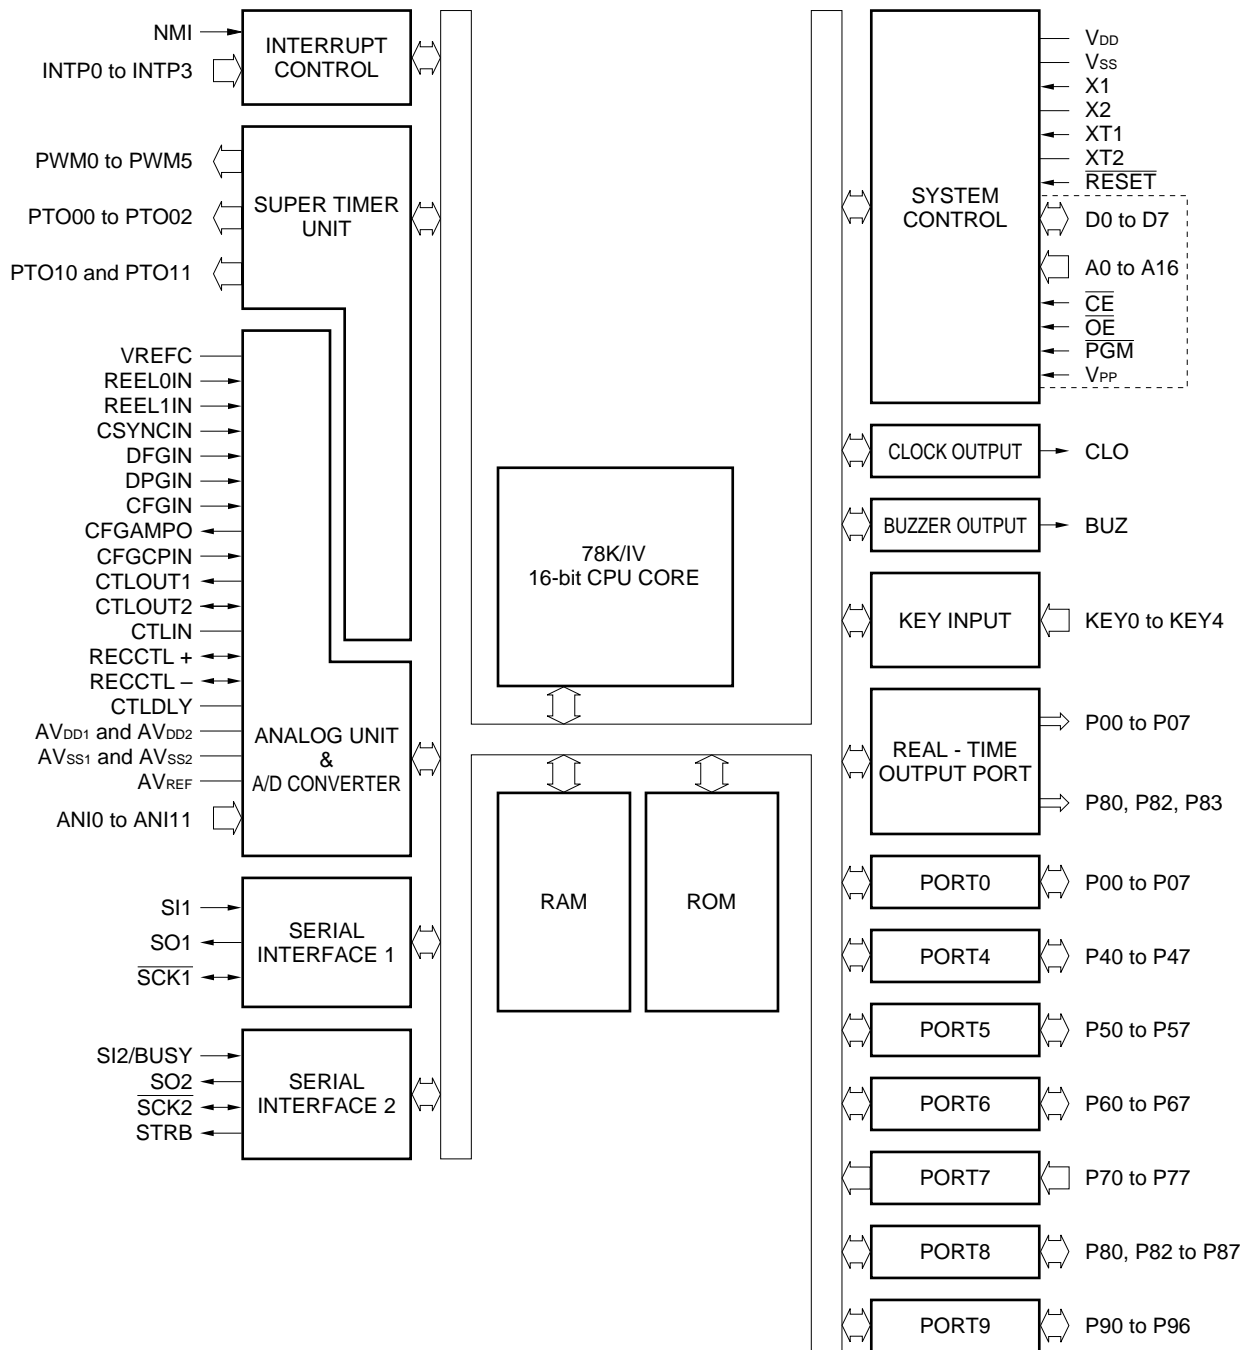 NMI
INTP0 to INTP3
INTERRUPT
CONTROL
PWM0 to PWM5
PTO00 to PTO02
PTO10 and PTO11
SUPER TIMER
UNIT
VREFC
REEL0IN
REEL1IN
CSYNCIN
DFGIN
DPGIN
CFGIN
CFGAMPO
CFGCPIN
CTLOUT1
CTLOUT2
CTLIN
RECCTL +
RECCTL –
CTLDLY
AVDD1 and AVDD2
AVSS1 and AVSS2
AVREF
ANI0 to ANI11
ANALOG UNIT
&
A/D CONVERTER
SI1
SO1
SCK1
SERIAL
INTERFACE 1
SI2/BUSY
SO2
SCK2
STRB
SERIAL
INTERFACE 2
78K/IV
16-bit CPU CORE
RAM
ROM
SYSTEM
CONTROL
VDD
VSS
X1
X2
XT1
XT2
RESET
D0 to D7
A0 to A16
CE
OE
PGM
VPP
CLOCK OUTPUT
CLO
BUZZER OUTPUT
BUZ
KEY INPUT
KEY0 to KEY4
REAL - TIME
OUTPUT PORT
P00 to P07
P80, P82, P83
PORT0
P00 to P07
PORT4
P40 to P47
PORT5
P50 to P57
PORT6
P60 to P67
PORT7
P70 to P77
PORT8
P80, P82 to P87
PORT9
P90 to P96